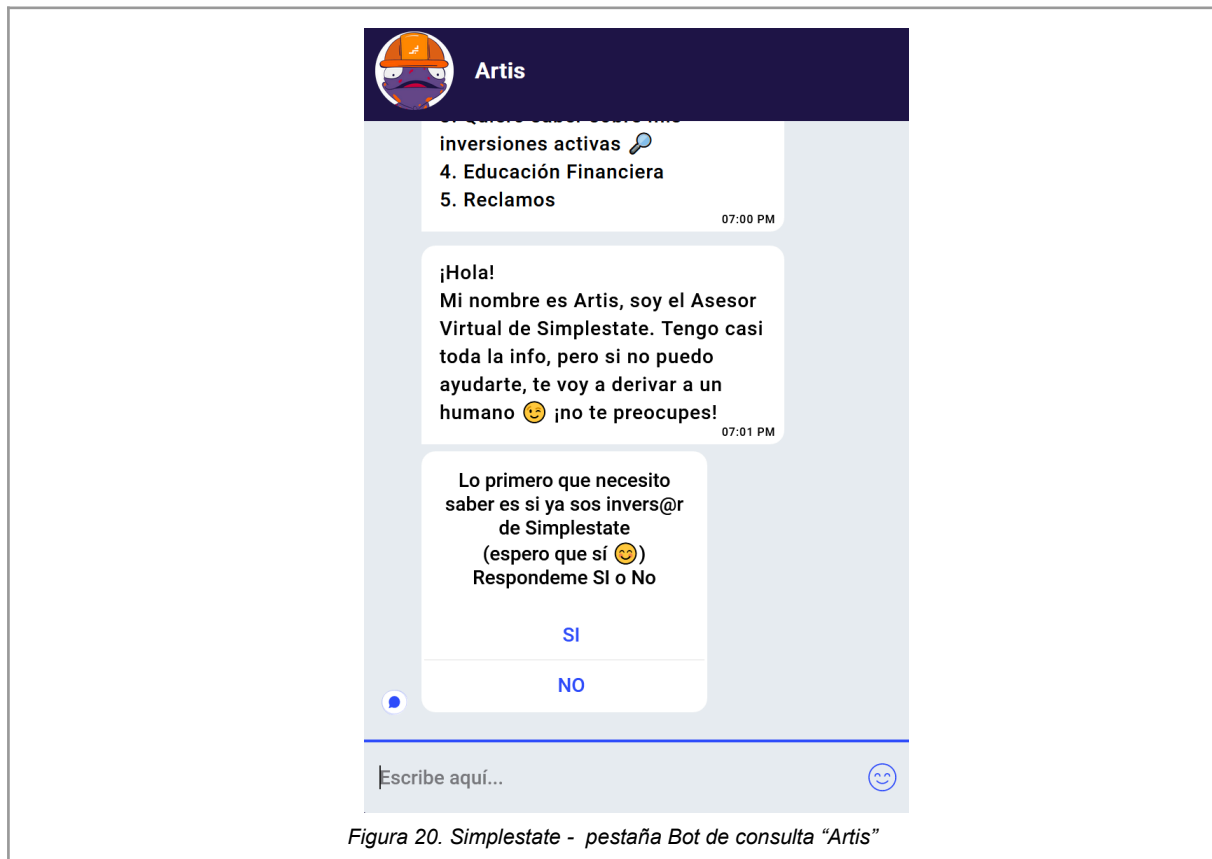 Artis
inversiones activas 🔎
4. Educación Financiera
5. Reclamos
07:00 PM
¡Hola!
Mi nombre es Artis, soy el Asesor
Virtual de Simplestate. Tengo casi
toda la info, pero si no puedo
ayudarte, te voy a derivar a un
humano 😉 ¡no te preocupes!
07:01 PM
Lo primero que necesito
saber es si ya sos invers@r
de Simplestate
(espero que sí 😊)
Respondeme SI o No
SI
NO
Escribe aquí...
Figura 20. Simplestate - pestaña Bot de consulta “Artis”